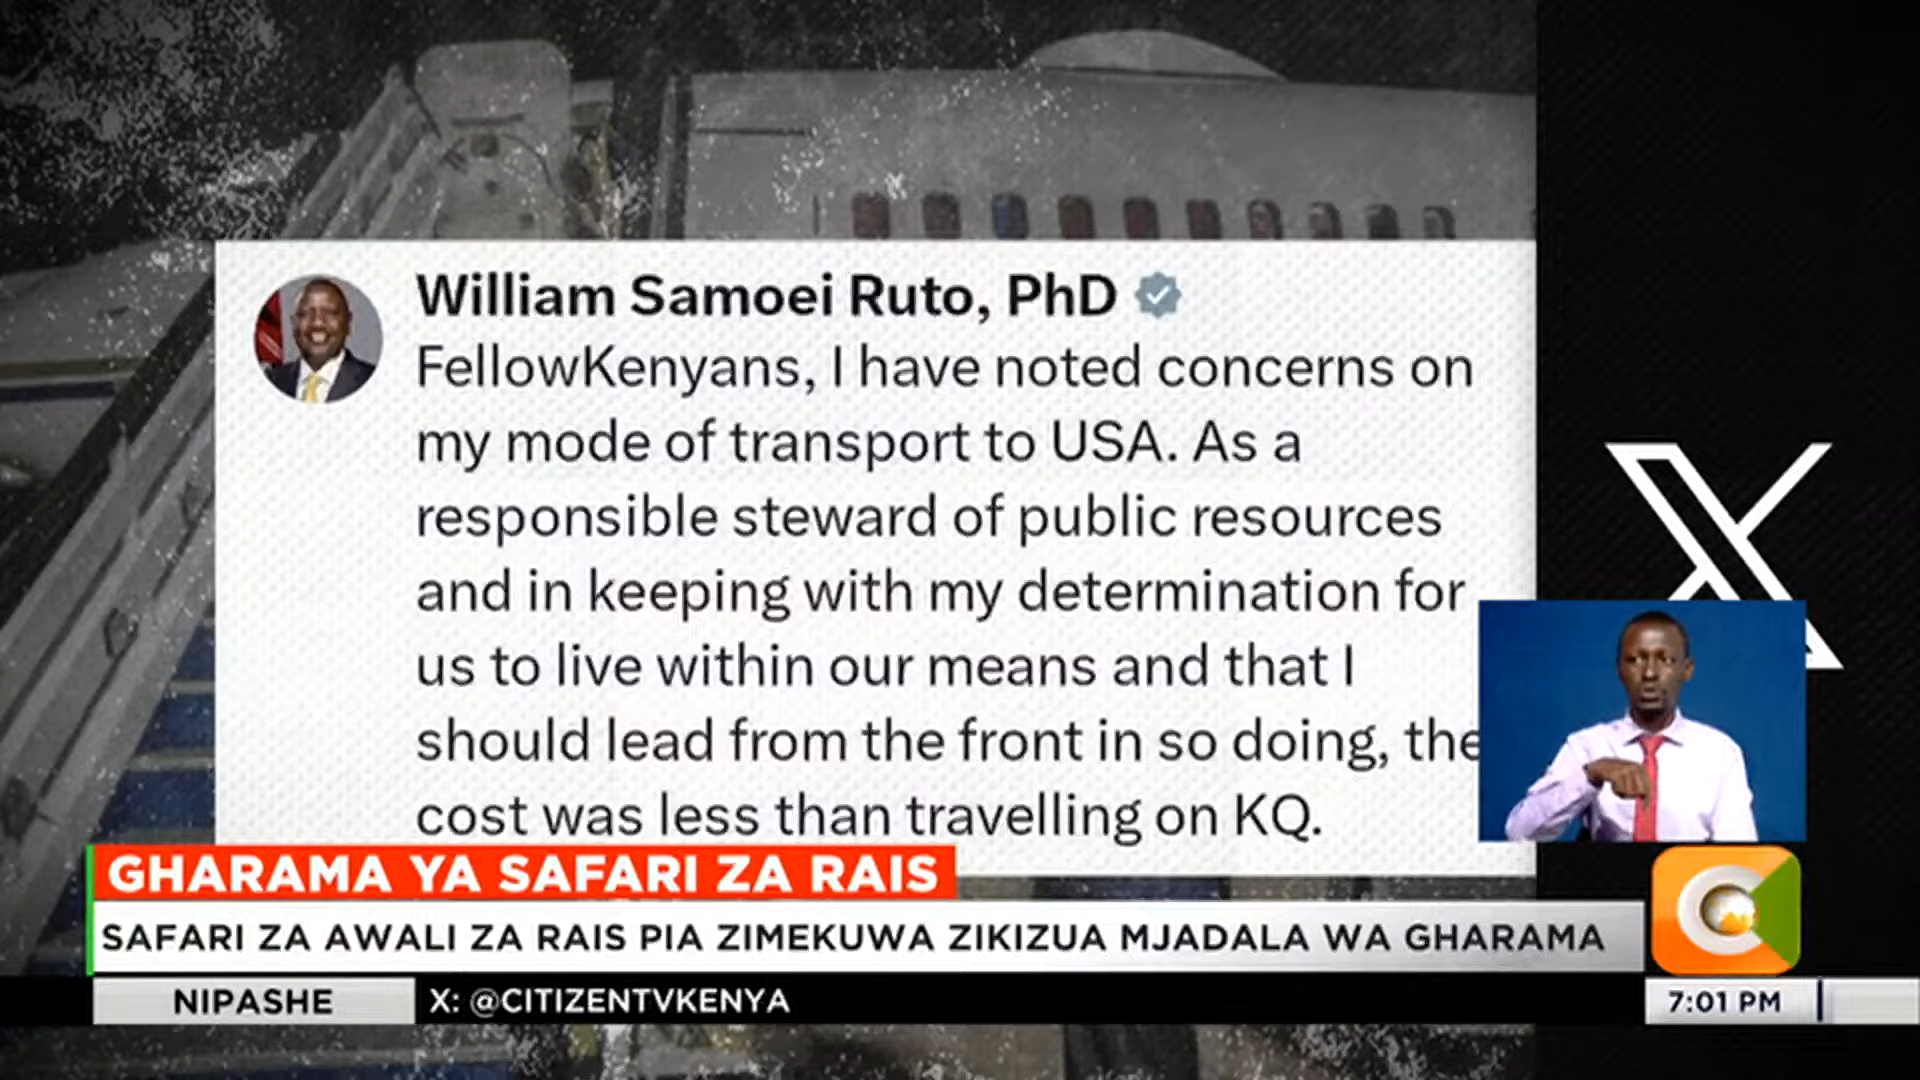 William Samoei Ruto, PhD
FellowKenyans, I have noted concerns on
my mode of transport to USA. As a
responsible steward of public resources
and in keeping with my determination for
us to live within our means and that I
should lead from the front in so doing, the
cost was less than travelling on KQ.
GHARAMA YA SAFARI ZA RAIS
SAFARI ZA AWALI ZA RAIS PIA ZIMEKUWA ZIKIZUA MJADALA WA GHARAMA
NIPASHE
X: @CITIZENTVKENYA
7:01 PM